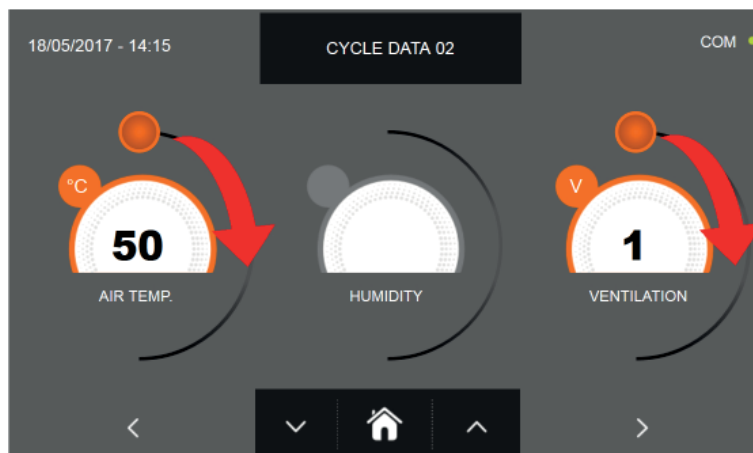 18/05/2017 - 14:15
CYCLE DATA 02
COM
°C
50
AIR TEMP.
HUMIDITY
V
1
VENTILATION